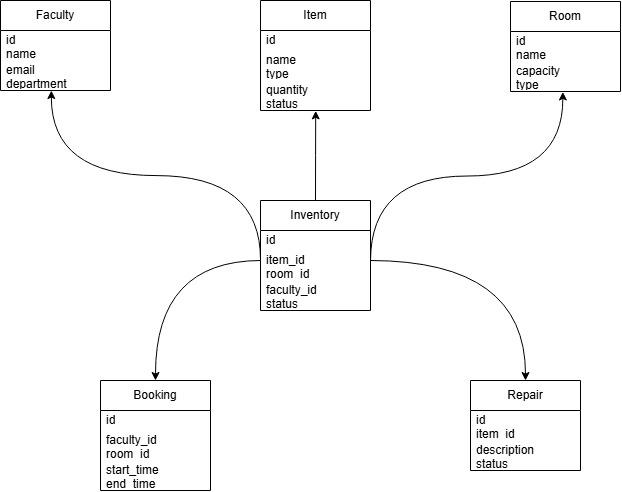 Faculty
id
name
email
department
Item
id
name
type
quantity
status
Room
id
name
capacity
type
Inventory
id
item_id
room_id
faculty_id
status
Booking
id
faculty_id
room_id
start_time
end_time
Repair
id
item_id
description
status